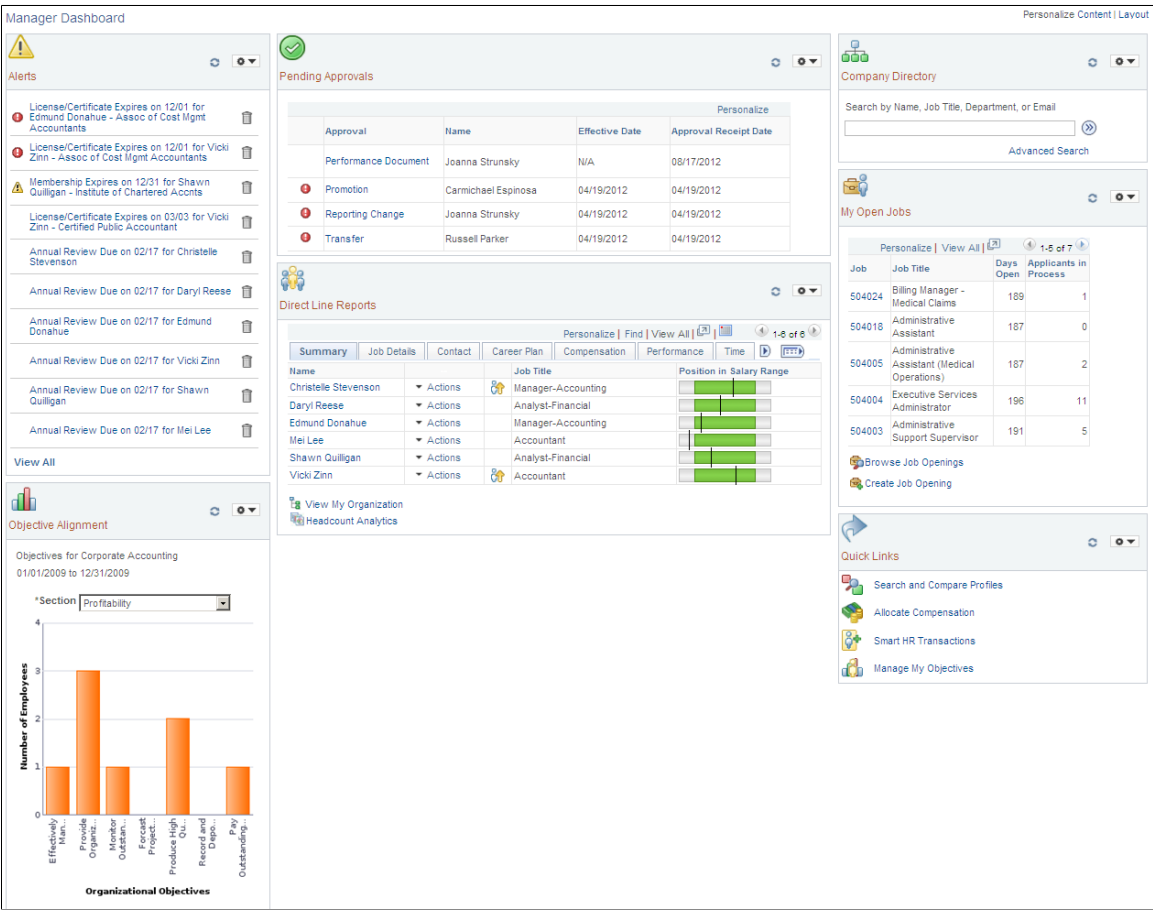 Manager Dashboard
Personalize Content | Layout
Alerts
License/Certificate Expires on 12/01 for
Edmund Donahue - Assoc of Cost Mgmt
Accountants
License/Certificate Expires on 12/01 for Vicki
Zinn - Assoc of Cost Mgmt Accountants
Membership Expires on 12/31 for Shawn
Quilligan - Institute of Chartered Accnts
License/Certificate Expires on 03/03 for Vicki
Zinn - Certified Public Accountant
Annual Review Due on 02/17 for Christelle
Stevenson
Annual Review Due on 02/17 for Daryl Reese
Annual Review Due on 02/17 for Edmund
Donahue
Annual Review Due on 02/17 for Vicki Zinn
Annual Review Due on 02/17 for Shawn
Quilligan
Annual Review Due on 02/17 for Mei Lee
View All
Objective Alignment
Objectives for Corporate Accounting
01/01/2009 to 12/31/2009
*Section Profitability
Number of Employees
4
3
2
1
0
Effectively
Man...
Provide
Organiz...
Monitor
Outstan...
Forcast
Project...
Produce High
Qu...
Record and
Depo...
Pay
Outstanding...
Organizational Objectives
Pending Approvals
Personalize
Approval Name Effective Date Approval Receipt Date
Performance Document Joanna Strunsky N/A 08/17/2012
Promotion Carmichael Espinosa 04/19/2012 04/19/2012
Reporting Change Joanna Strunsky 04/19/2012 04/19/2012
Transfer Russell Parker 04/19/2012 04/19/2012
Direct Line Reports
Personalize | Find | View All | | 1-6 of 6
Summary Job Details Contact Career Plan Compensation Performance Time
Name Job Title Position in Salary Range
Christelle Stevenson Actions Manager-Accounting
Daryl Reese Actions Analyst-Financial
Edmund Donahue Actions Manager-Accounting
Mei Lee Actions Accountant
Shawn Quilligan Actions Analyst-Financial
Vicki Zinn Actions Accountant
View My Organization
Headcount Analytics
Company Directory
Search by Name, Job Title, Department, or Email
Advanced Search
My Open Jobs
Personalize | View All | 1-5 of 7
Job Job Title Days Open Applicants in Process
504024 Billing Manager - Medical Claims 189 1
504018 Administrative Assistant 187 0
504005 Administrative Assistant (Medical Operations) 187 2
504004 Executive Services Administrator 196 11
504003 Administrative Support Supervisor 191 5
Browse Job Openings
Create Job Opening
Quick Links
Search and Compare Profiles
Allocate Compensation
Smart HR Transactions
Manage My Objectives